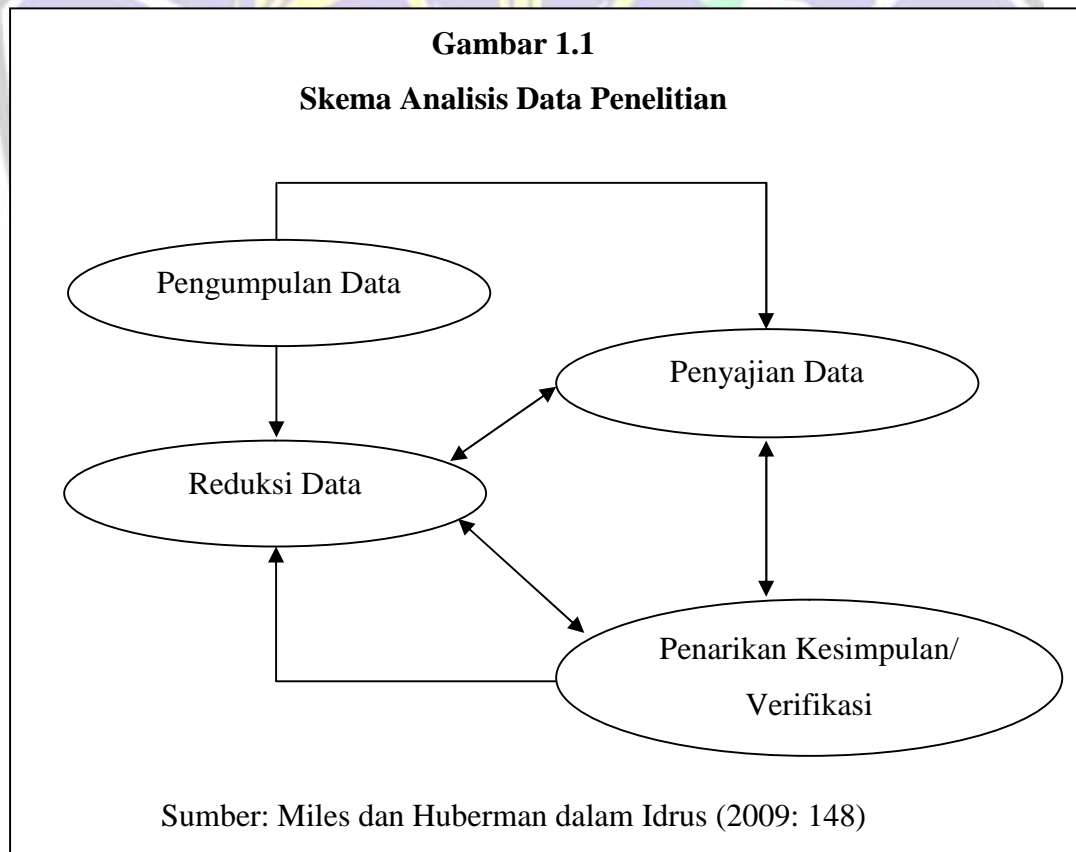 Gambar 1.1
Skema Analisis Data Penelitian
Pengumpulan Data
Penyajian Data
Reduksi Data
Penarikan Kesimpulan/
Verifikasi
Sumber: Miles dan Huberman dalam Idrus (2009: 148)